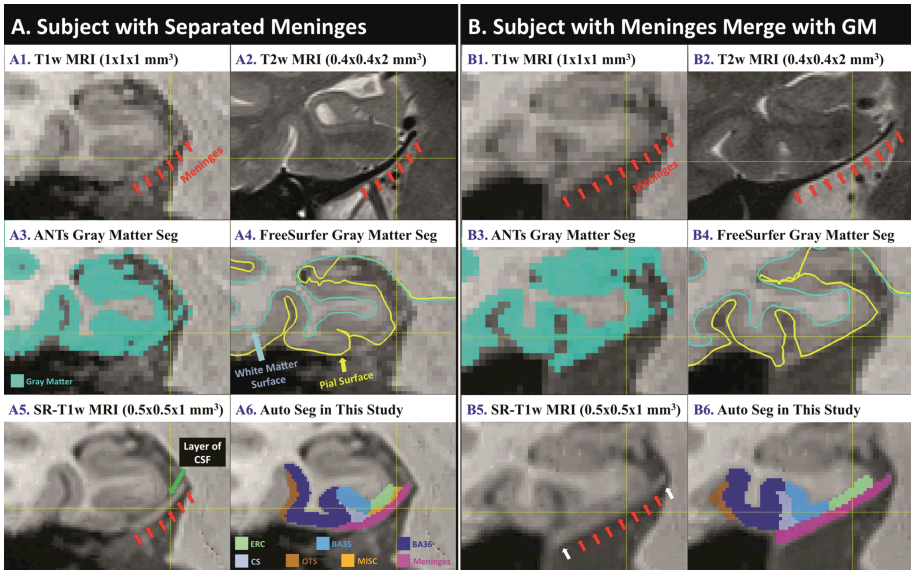 A. Subject with Separated Meninges
B. Subject with Meninges Merge with GM
A1. T1w MRI (1x1x1 mm³)
A2. T2w MRI (0.4x0.4x2 mm³)
B1. T1w MRI (1x1x1 mm³)
B2. T2w MRI (0.4x0.4x2 mm³)
Meninges
Meninges
A3. ANTs Gray Matter Seg
A4. FreeSurfer Gray Matter Seg
B3. ANTs Gray Matter Seg
B4. FreeSurfer Gray Matter Seg
Gray Matter
White Matter
Surface
Pial Surface
A5. SR-T1w MRI (0.5x0.5x1 mm³)
A6. Auto Seg in This Study
B5. SR-T1w MRI (0.5x0.5x1 mm³)
B6. Auto Seg in This Study
Layer of
CSF
ERC BA35 BA36
CS OTS MISC Meninges